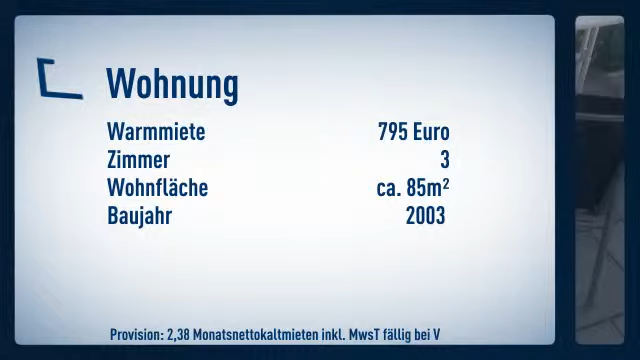 Wohnung
Warmmiete 795 Euro
Zimmer 3
Wohnfläche ca. 85m²
Baujahr 2003
Provision: 2,38 Monatsnettokaltmieten inkl. MwsT fällig bei V